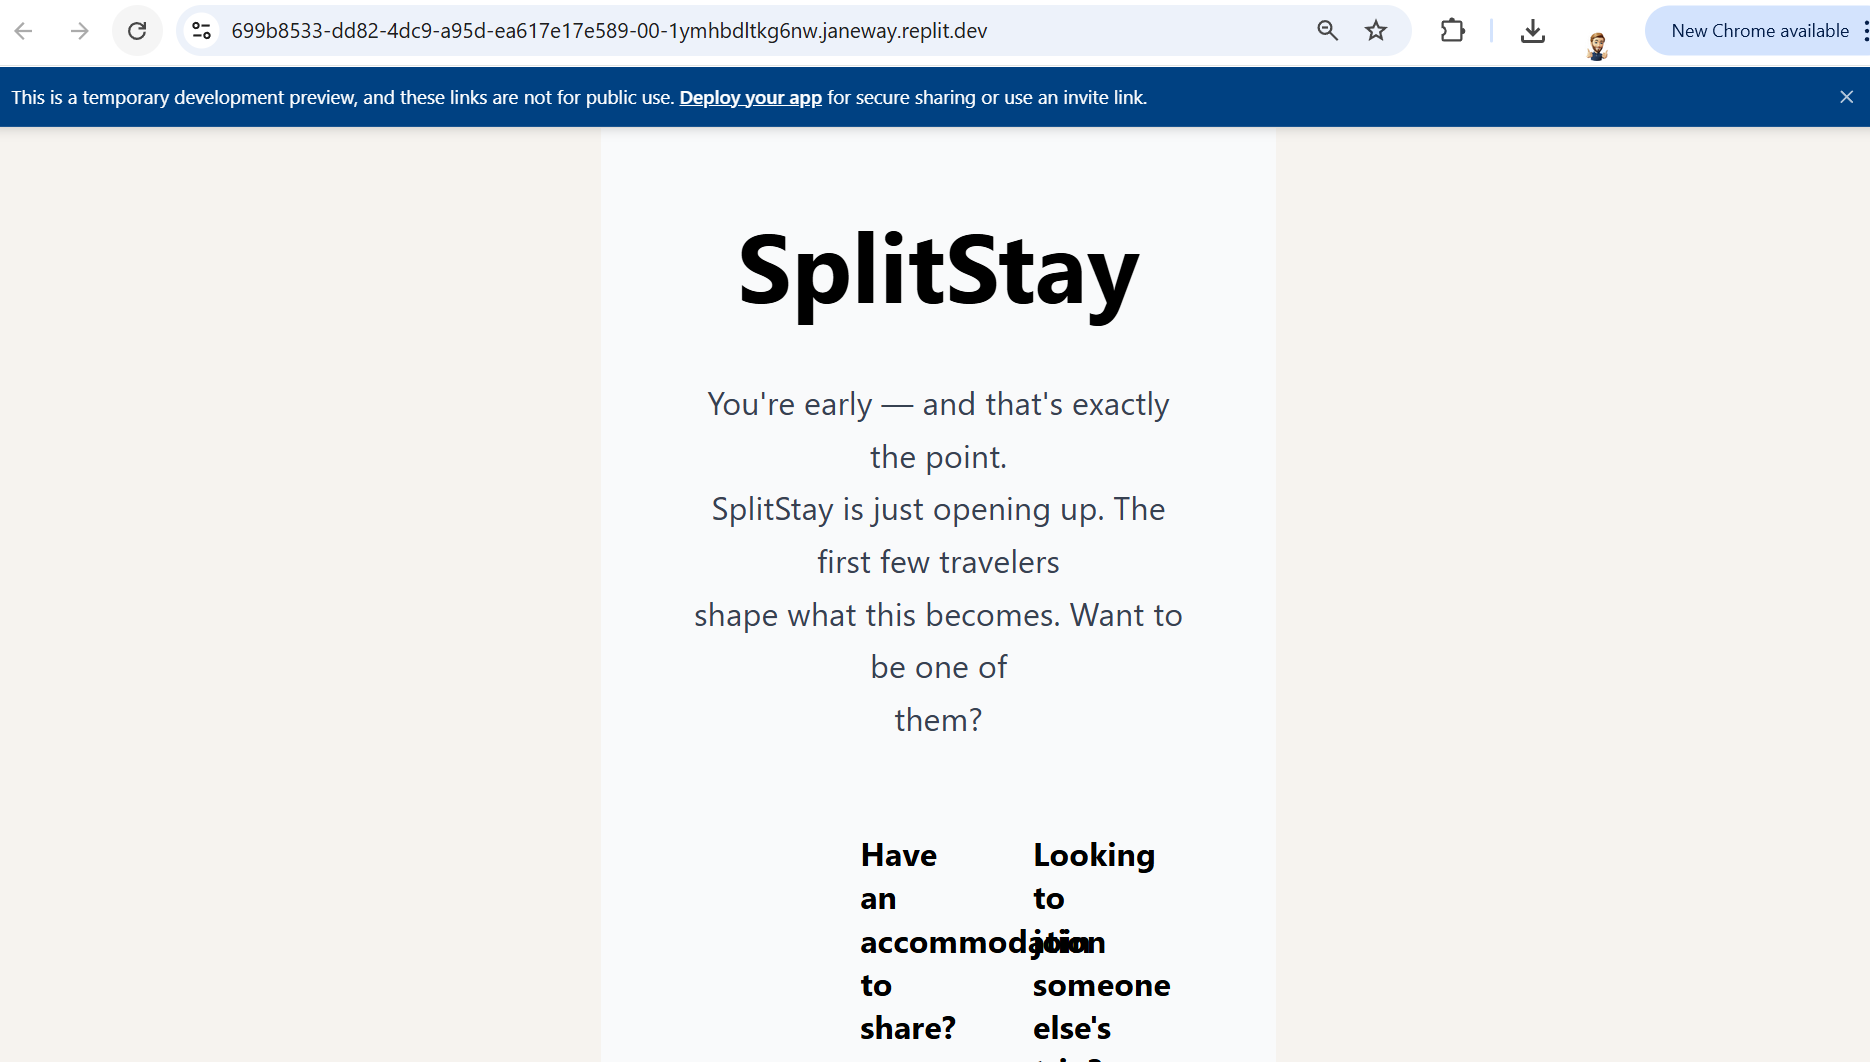 699b8533-dd82-4dc9-a95d-ea617e17e589-00-1ymhbdltkg6nw.janeway.replit.dev
New Chrome available
This is a temporary development preview, and these links are not for public use. Deploy your app for secure sharing or use an invite link.
SplitStay
You're early — and that's exactly
the point.
SplitStay is just opening up. The
first few travelers
shape what this becomes. Want to
be one of
them?
Have
an
accommodation
to
share?
Looking
to
join
someone
else's